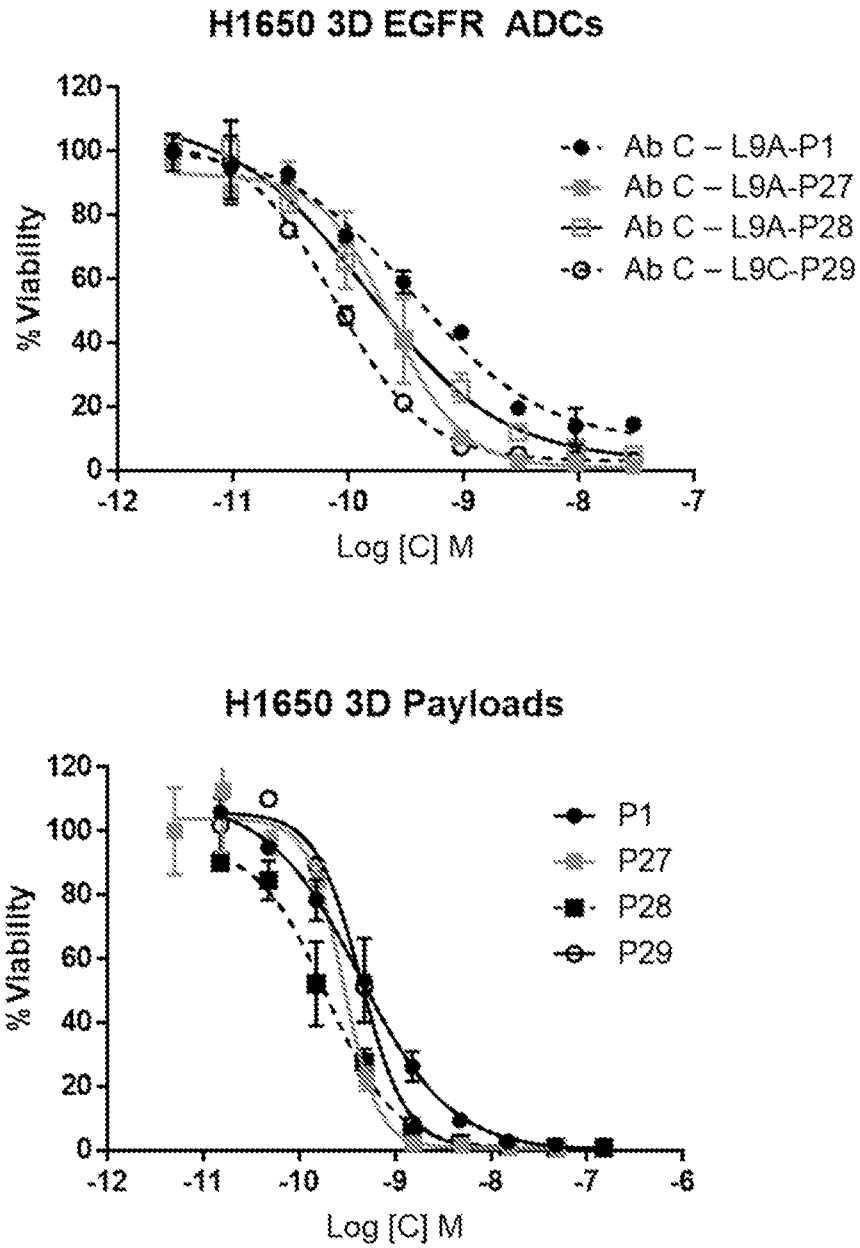 H1650 3D EGFR ADCs
% Viability
120
100
80
60
40
20
0
-12
-11
-10
-9
-8
-7
Log [C] M
Ab C – L9A-P1
Ab C – L9A-P27
Ab C – L9A-P28
Ab C – L9C-P29
H1650 3D Payloads
% Viability
120
100
80
60
40
20
0
-12
-11
-10
-9
-8
-7
-6
Log [C] M
P1
P27
P28
P29